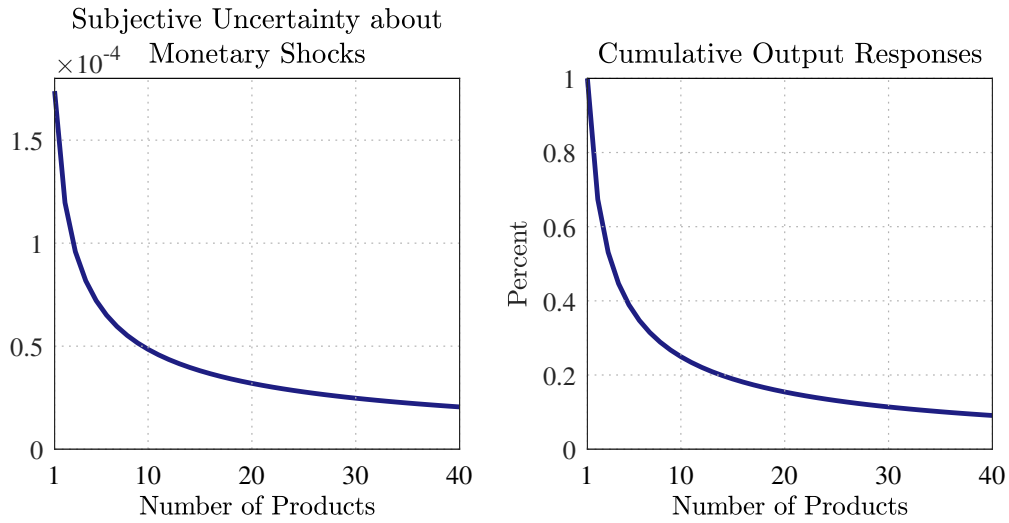 Subjective Uncertainty about
Monetary Shocks
×10-4
1.5
1
0.5
0
1 10 20 30 40
Number of Products
Cumulative Output Responses
Percent
1
0.8
0.6
0.4
0.2
0
1 10 20 30 40
Number of Products